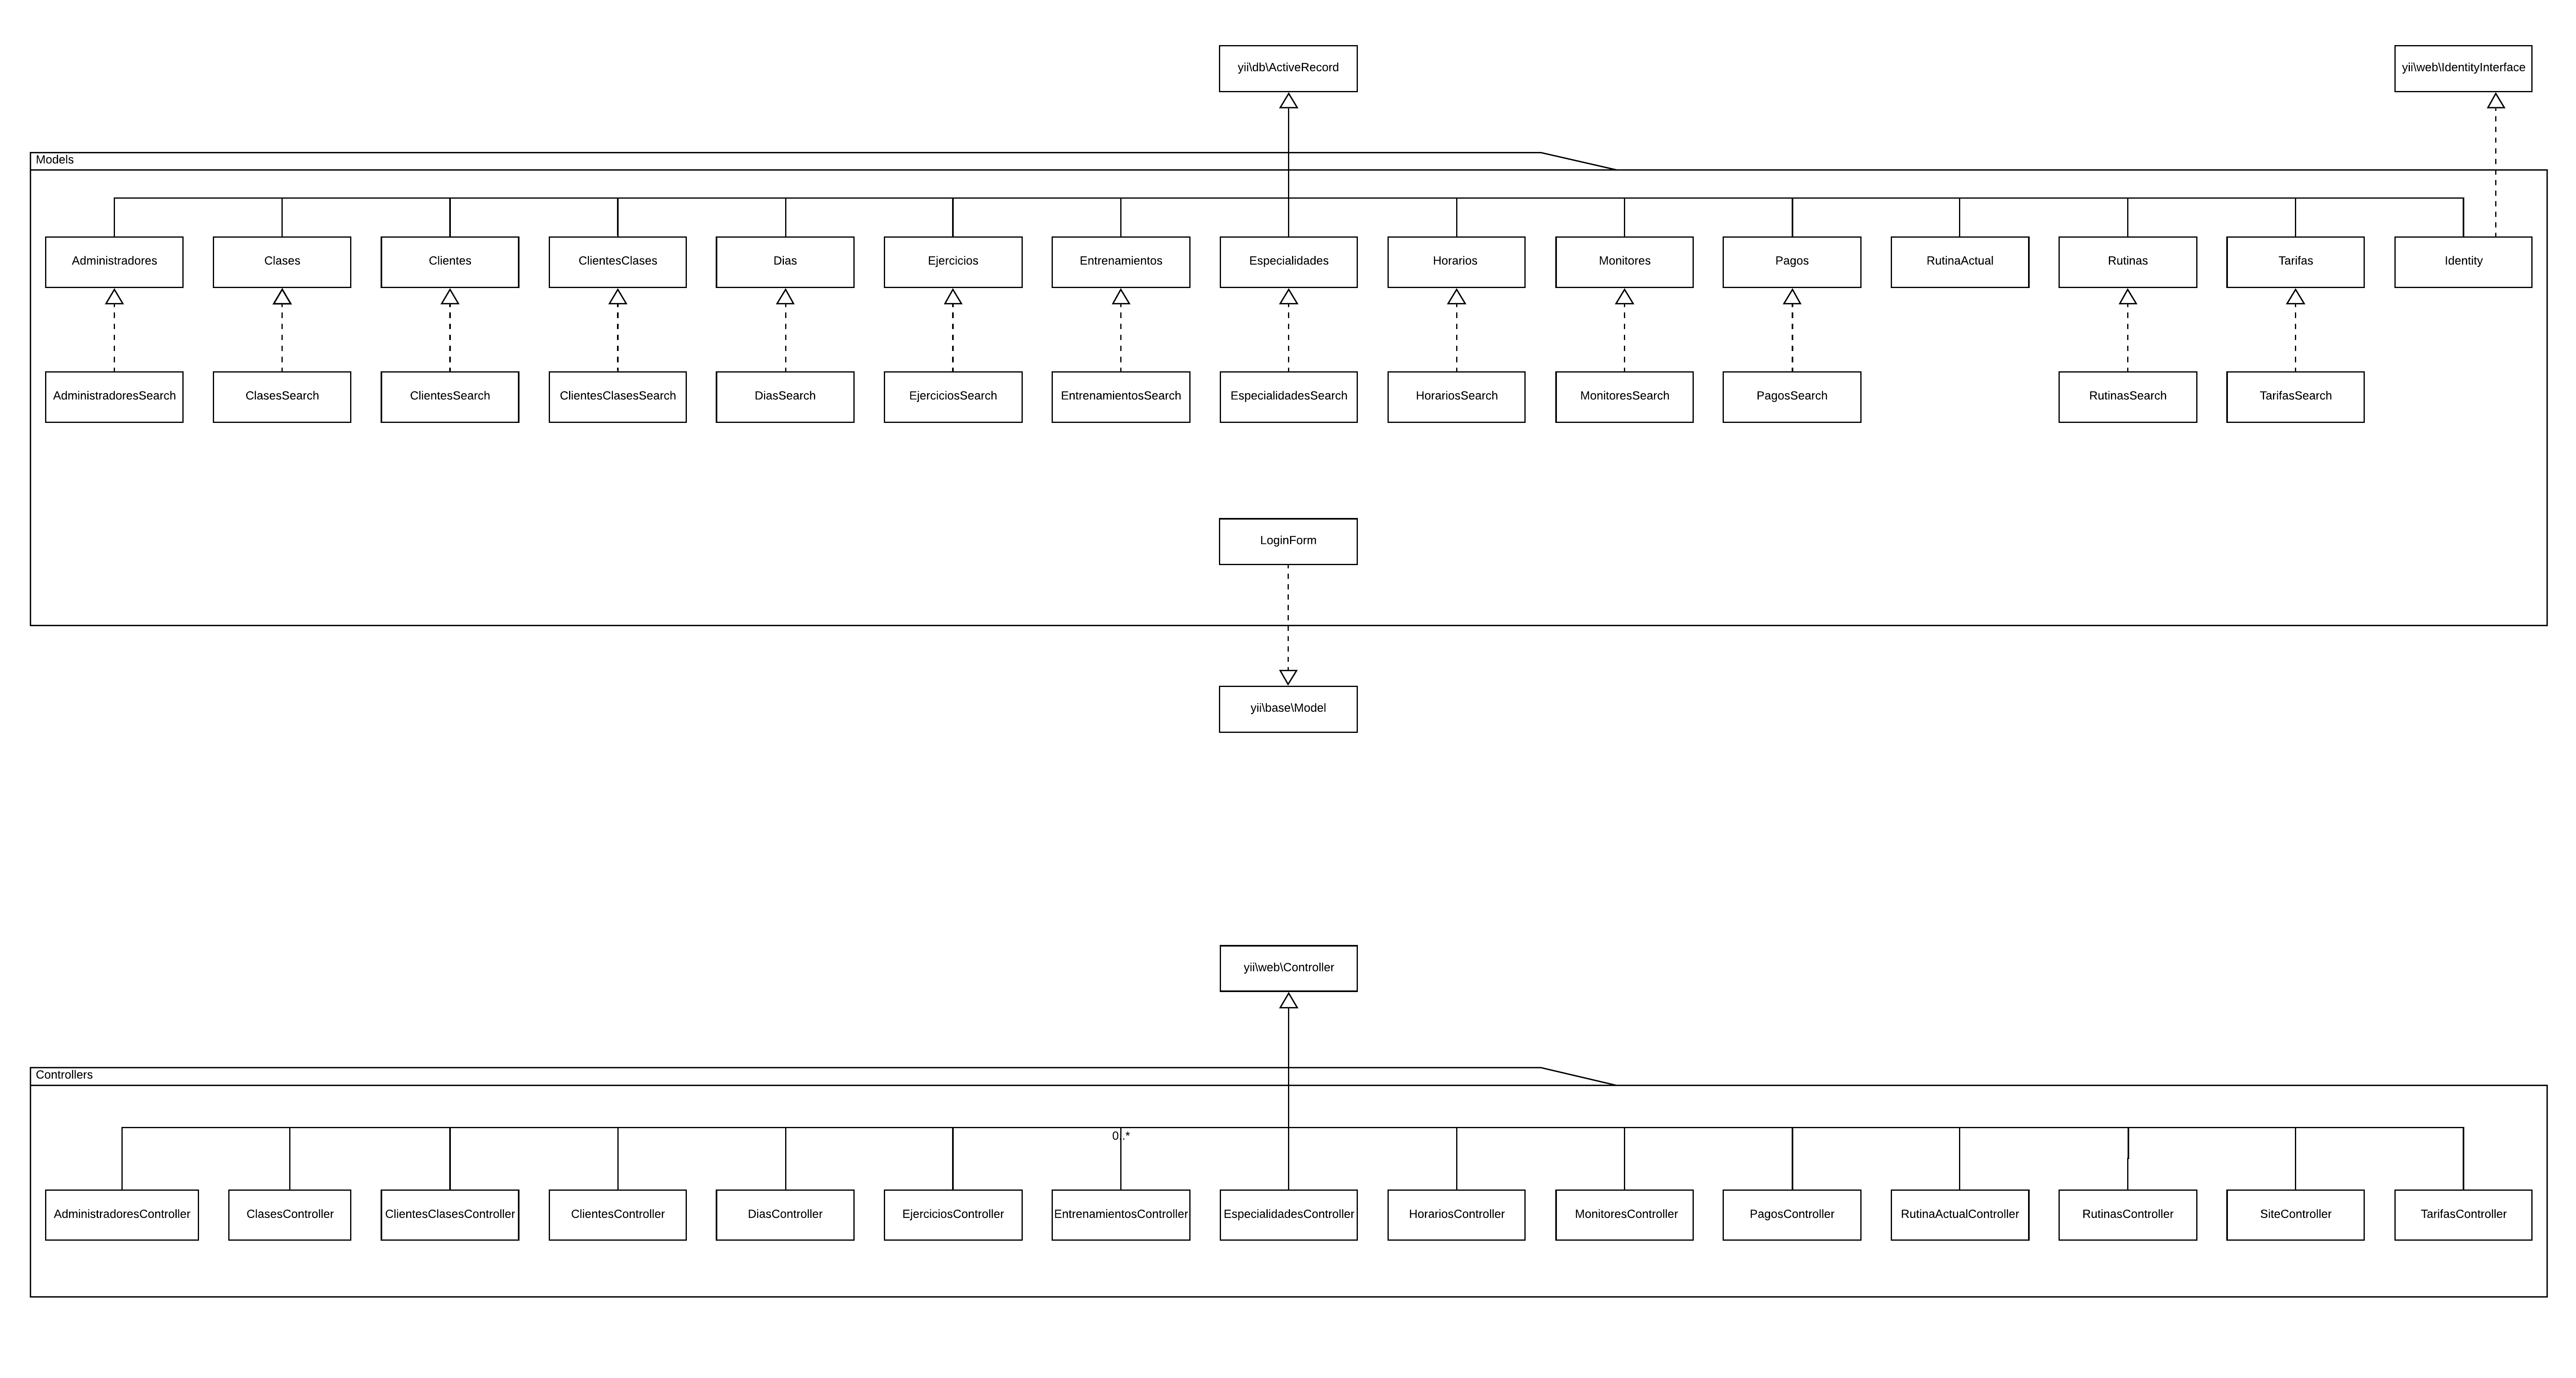 yii\db\ActiveRecord
yii\web\IdentityInterface
Models
Administradores
Clases
Clientes
ClientesClases
Dias
Ejercicios
Entrenamientos
Especialidades
Horarios
Monitores
Pagos
RutinaActual
Rutinas
Tarifas
Identity
AdministradoresSearch
ClasesSearch
ClientesSearch
ClientesClasesSearch
DiasSearch
EjerciciosSearch
EntrenamientosSearch
EspecialidadesSearch
HorariosSearch
MonitoresSearch
PagosSearch
RutinasSearch
TarifasSearch
LoginForm
yii\base\Model
yii\web\Controller
Controllers
0..*
AdministradoresController
ClasesController
ClientesClasesController
ClientesController
DiasController
EjerciciosController
EntrenamientosController
EspecialidadesController
HorariosController
MonitoresController
PagosController
RutinaActualController
RutinasController
SiteController
TarifasController